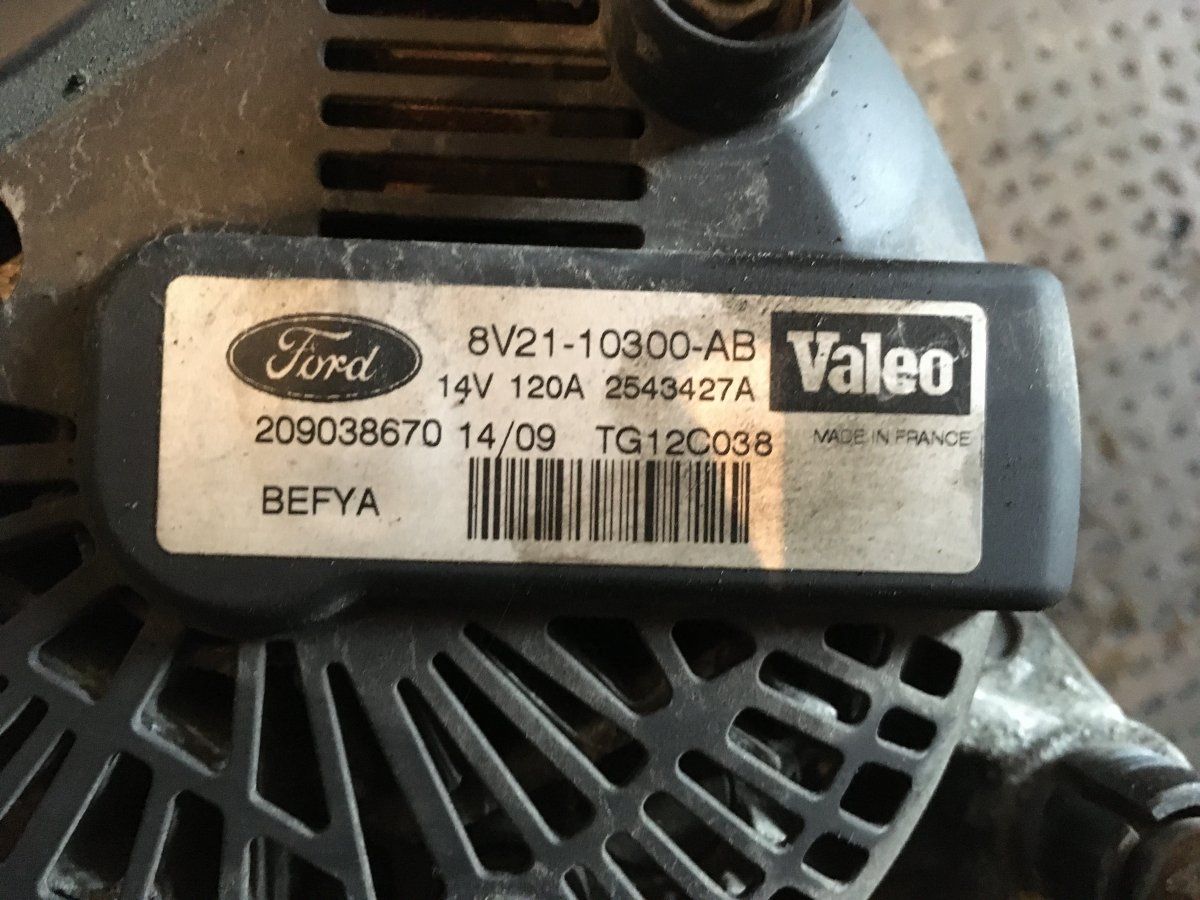 Ford
8V21-10300-AB
Valeo
14V 120A 2543427A
209038670 14/09 TG12C038
MADE IN FRANCE
BEFYA